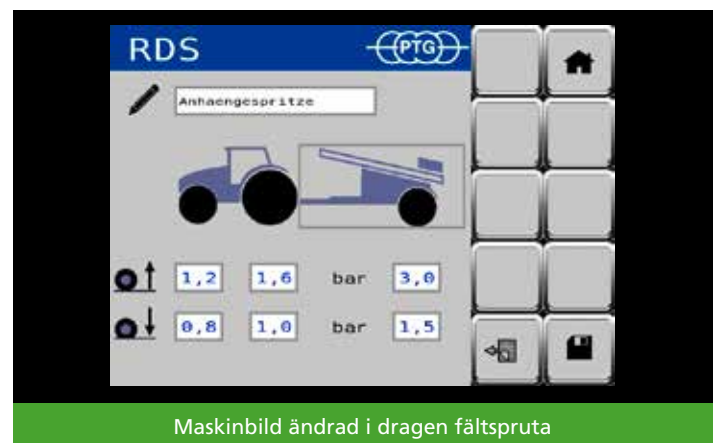 RDS PTG
Anhaengespritze
1,2 1,6 bar 3,0
0,8 1,0 bar 1,5
Maskinbild ändrad i dragen fältspruta